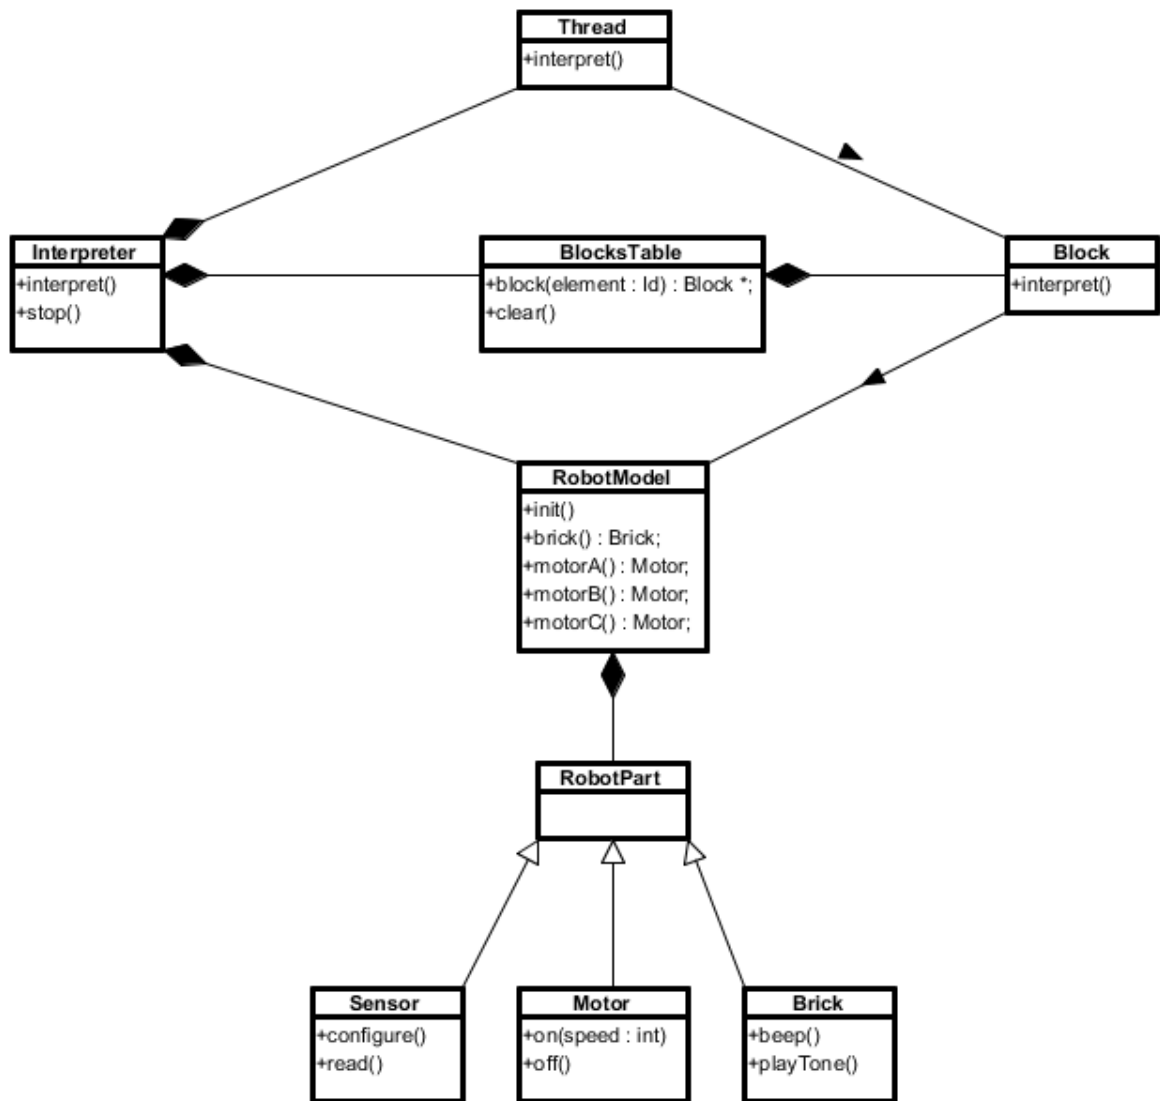 Thread
+interpret()
Interpreter
+interpret()
+stop()
BlocksTable
+block(element : Id) : Block *;
+clear()
Block
+interpret()
RobotModel
+init()
+brick() : Brick;
+motorA() : Motor;
+motorB() : Motor;
+motorC() : Motor;
RobotPart
Sensor
+configure()
+read()
Motor
+on(speed : int)
+off()
Brick
+beep()
+playTone()